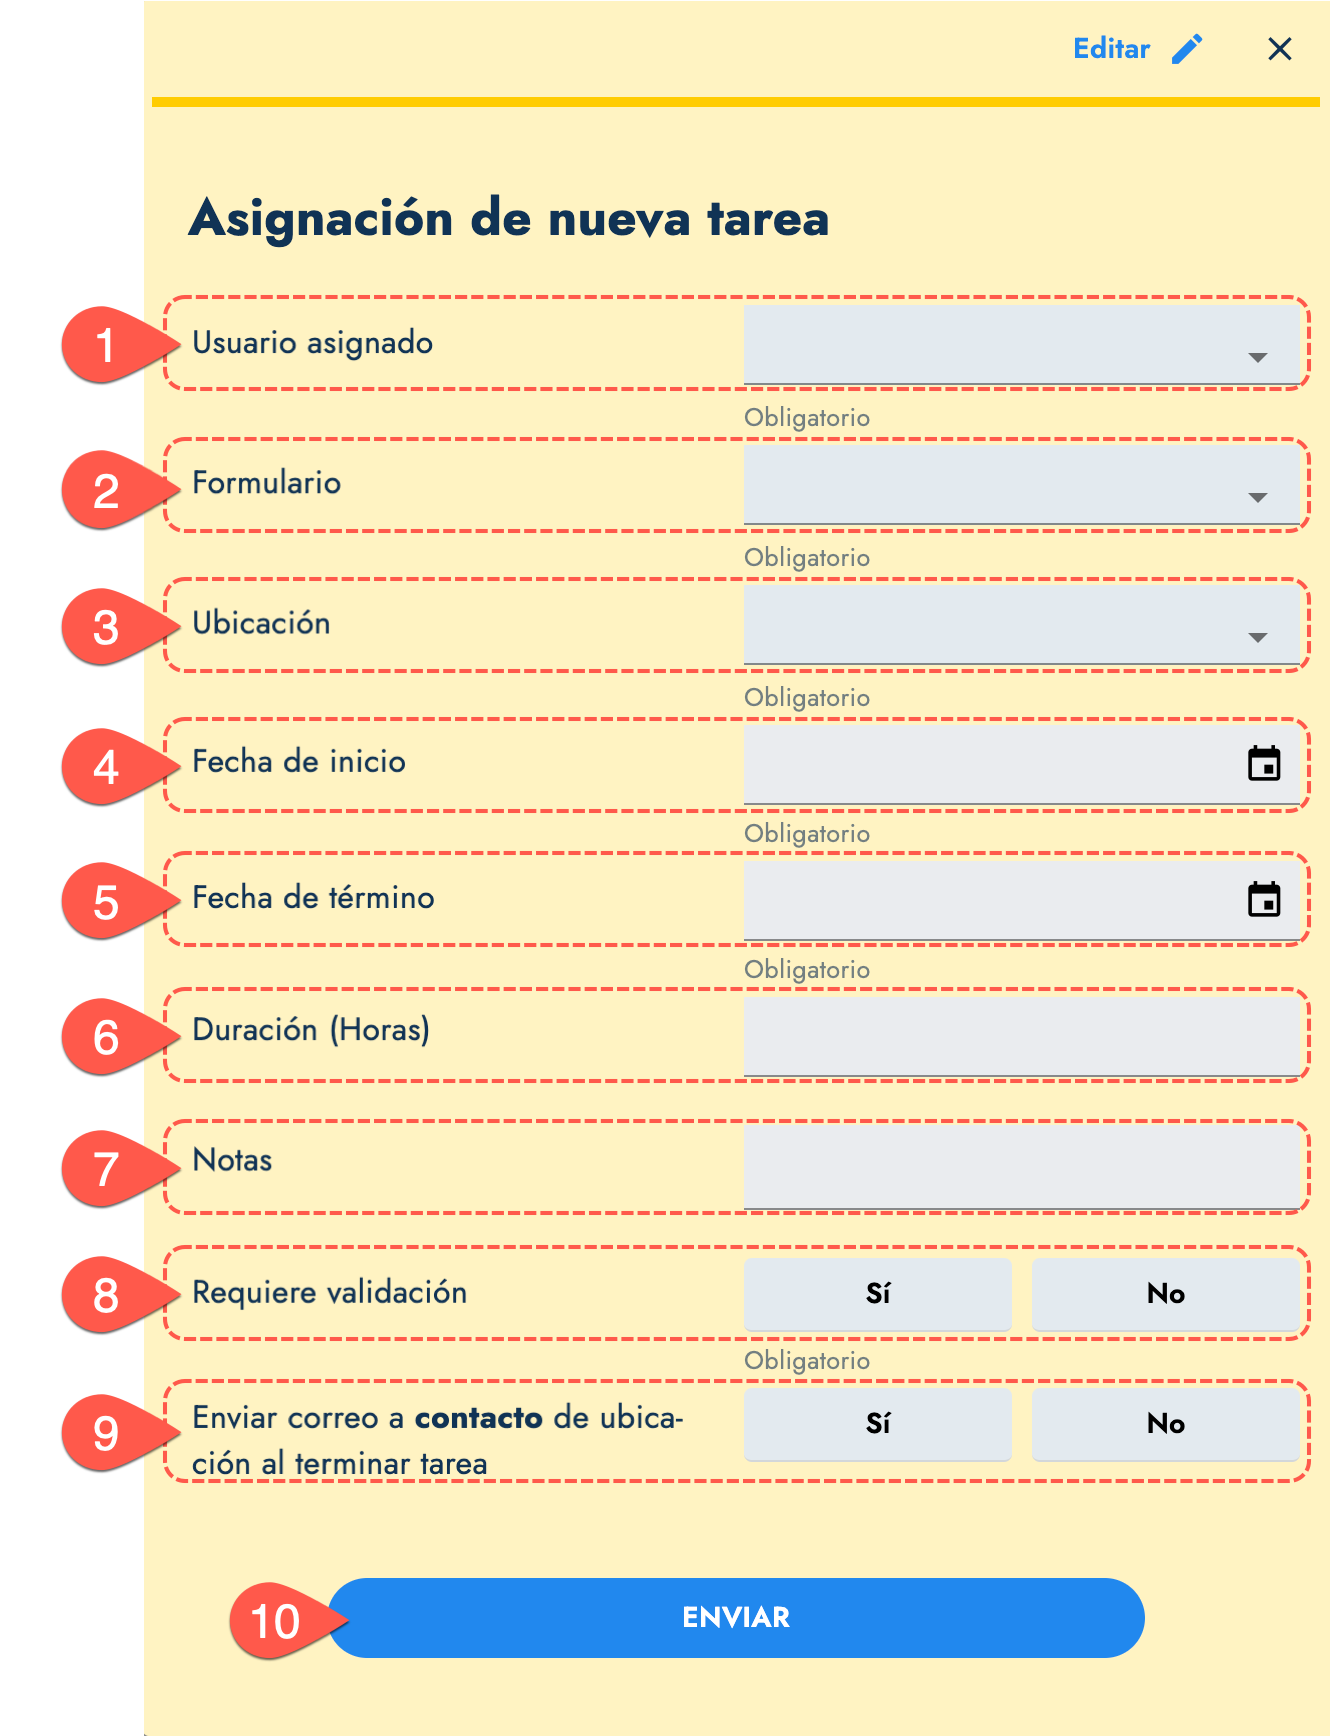 Editar
Asignación de nueva tarea
1 Usuario asignado
Obligatorio
2 Formulario
Obligatorio
3 Ubicación
Obligatorio
4 Fecha de inicio
Obligatorio
5 Fecha de término
Obligatorio
6 Duración (Horas)
7 Notas
8 Requiere validación Sí No
Obligatorio
9 Enviar correo a contacto de ubica- Sí No
ción al terminar tarea
10 ENVIAR